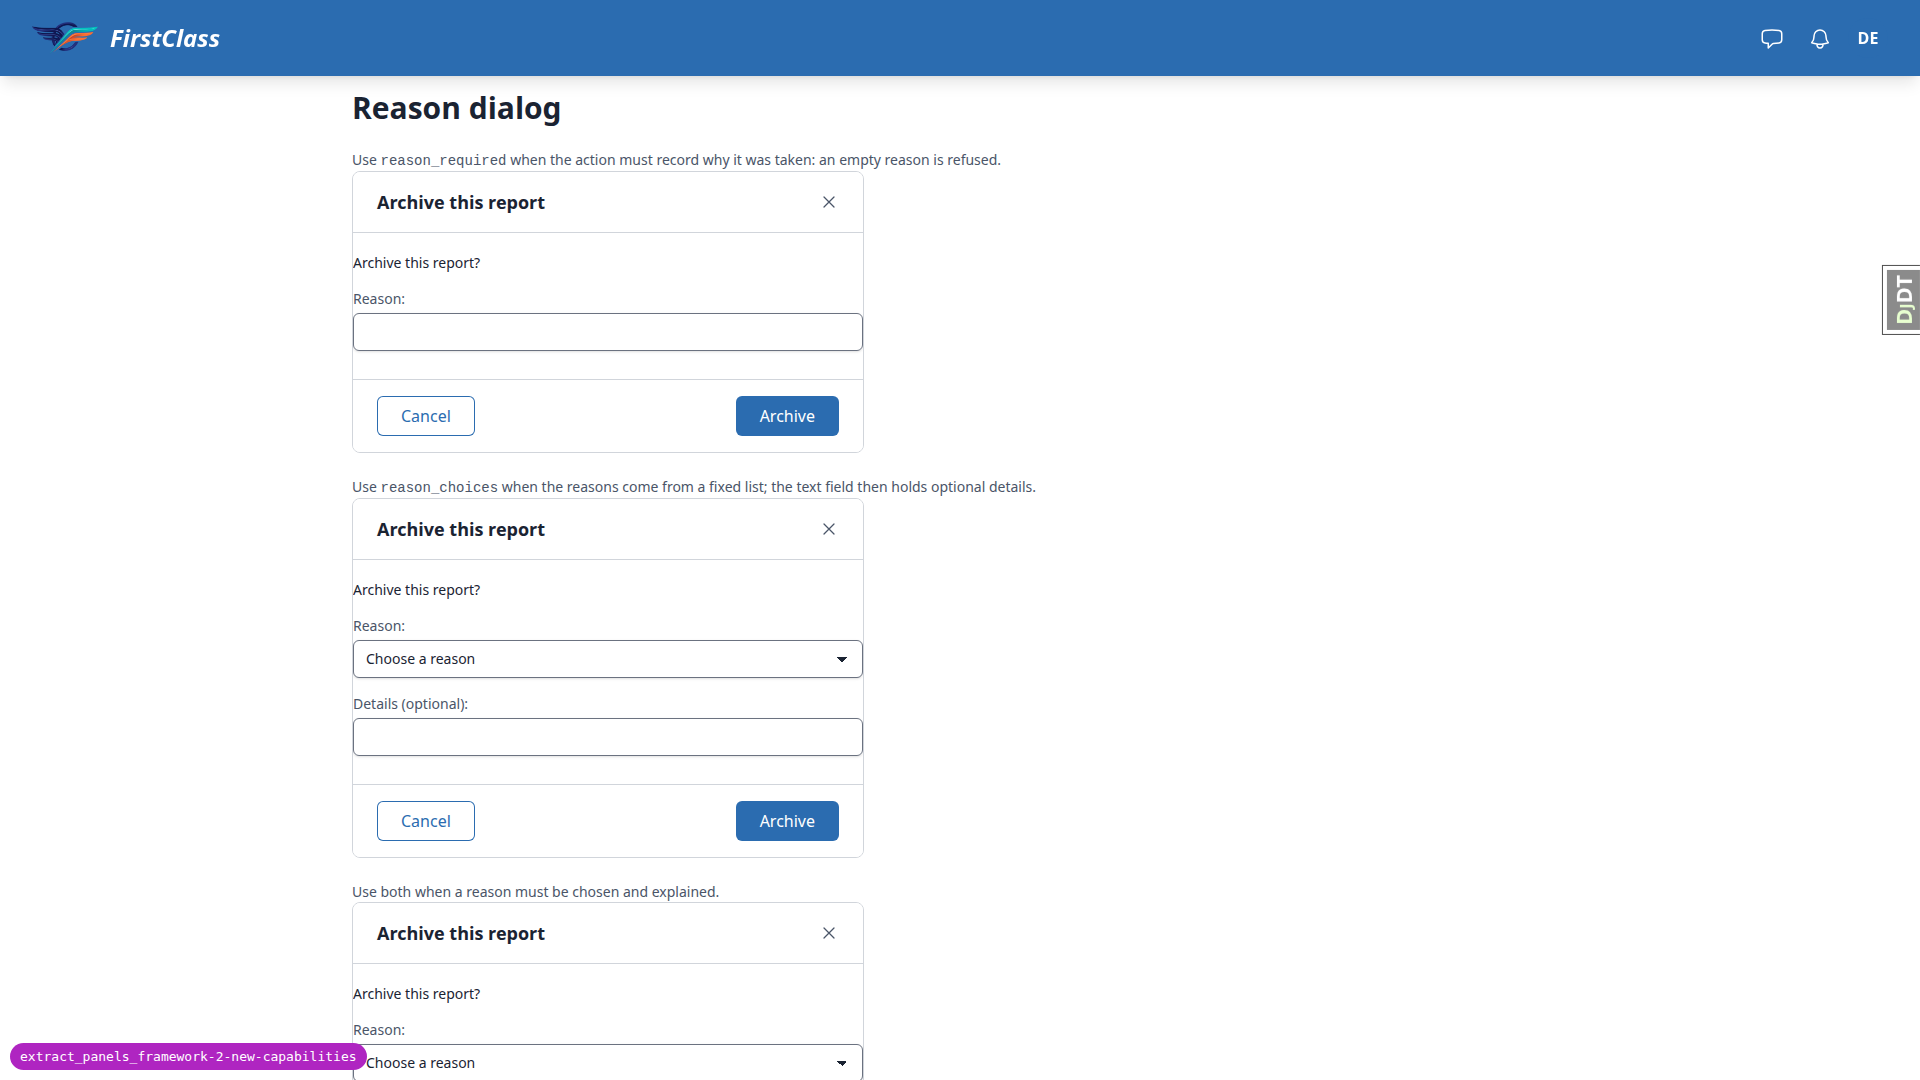 FirstClass
DE
Reason dialog
Use reason_required when the action must record why it was taken: an empty reason is refused.
Archive this report
Archive this report?
Reason:
Cancel
Archive
DjDT
Use reason_choices when the reasons come from a fixed list; the text field then holds optional details.
Archive this report
Archive this report?
Reason:
Choose a reason
Details (optional):
Cancel
Archive
Use both when a reason must be chosen and explained.
Archive this report
Archive this report?
Reason:
Choose a reason
extract_panels_framework-2-new-capabilities